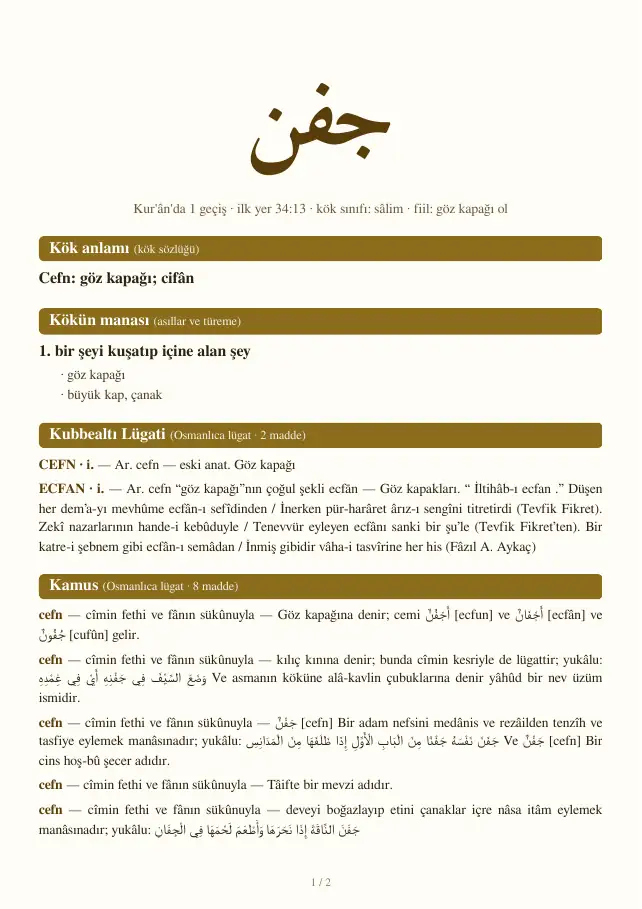 جفن
Kur'ân'da 1 geçiş · ilk yer 34:13 · kök sınıfı: sâlim · fiil: göz kapağı ol
Kök anlamı (kök sözlüğü)
Cefn: göz kapağı; cifân
Kökün manası (asıllar ve türeme)
1. bir şeyi kuşatıp içine alan şey
· göz kapağı
· büyük kap, çanak
Kubbealtı Lügati (Osmanlıca lügat · 2 madde)
CEFN · i. — Ar. cefn — eski anat. Göz kapağı
ECFAN · i. — Ar. cefn “göz kapağı”nın çoğul şekli ecfān — Göz kapakları. “ İltihâb-ı ecfan .” Düşen
her dem’a-yı mevhûme ecfân-ı sefîdinden / İnerken pür-harâret ârız-ı sengîni titretirdi (Tevfik Fikret).
Zekî nazarlarının hande-i kebûduyle / Tenevvür eyleyen ecfânı sanki bir şu’le (Tevfik Fikret’ten). Bir
katre-i şebnem gibi ecfân-ı semâdan / İnmiş gibidir vâha-i tasvîrine her his (Fâzıl A. Aykaç)
Kamus (Osmanlıca lügat · 8 madde)
cefn — cîmin fethi ve fânın sükûnuyla — Göz kapağına denir; cemi أَجْفُنٌ [ecfun] ve أَجْفَانٌ [ecfân] ve
جُفُونٌ [cufûn] gelir.
cefn — cîmin fethi ve fânın sükûnuyla — kılıç kınına denir; bunda cîmin kesriyle de lügattir; yukâlu:
وَضَعَ السَّيْفَ فِي جَفْنِهِ أَيْ فِي غِمْدِهِ Ve asmanın köküne alâ-kavlin çubuklarına denir yâhûd bir nev üzüm
ismidir.
cefn — cîmin fethi ve fânın sükûnuyla — جَفْنٌ [cefn] Bir adam nefsini medânis ve rezâilden tenzîh ve
tasfiye eylemek manâsınadır; yukâlu: جَفَنَ نَفْسَهُ جَفْنًا مِنَ الْبَابِ الْأَوَّلِ إِذَا ظَلَفَهَا مِنَ الْمَدَانِسِ Ve جَفْنٌ [cefn] Bir
cins hoş-bû şecer adıdır.
cefn — cîmin fethi ve fânın sükûnuyla — Tâifte bir mevzi adıdır.
cefn — cîmin fethi ve fânın sükûnuyla — deveyi boğazlayıp etini çanaklar içre nâsa itâm eylemek
manâsınadır; yukâlu: جَفَنَ النَّاقَةَ إِذَا نَحَرَهَا وَأَطْعَمَ لَحْمَهَا فِي الْجِفَانِ
1 / 2